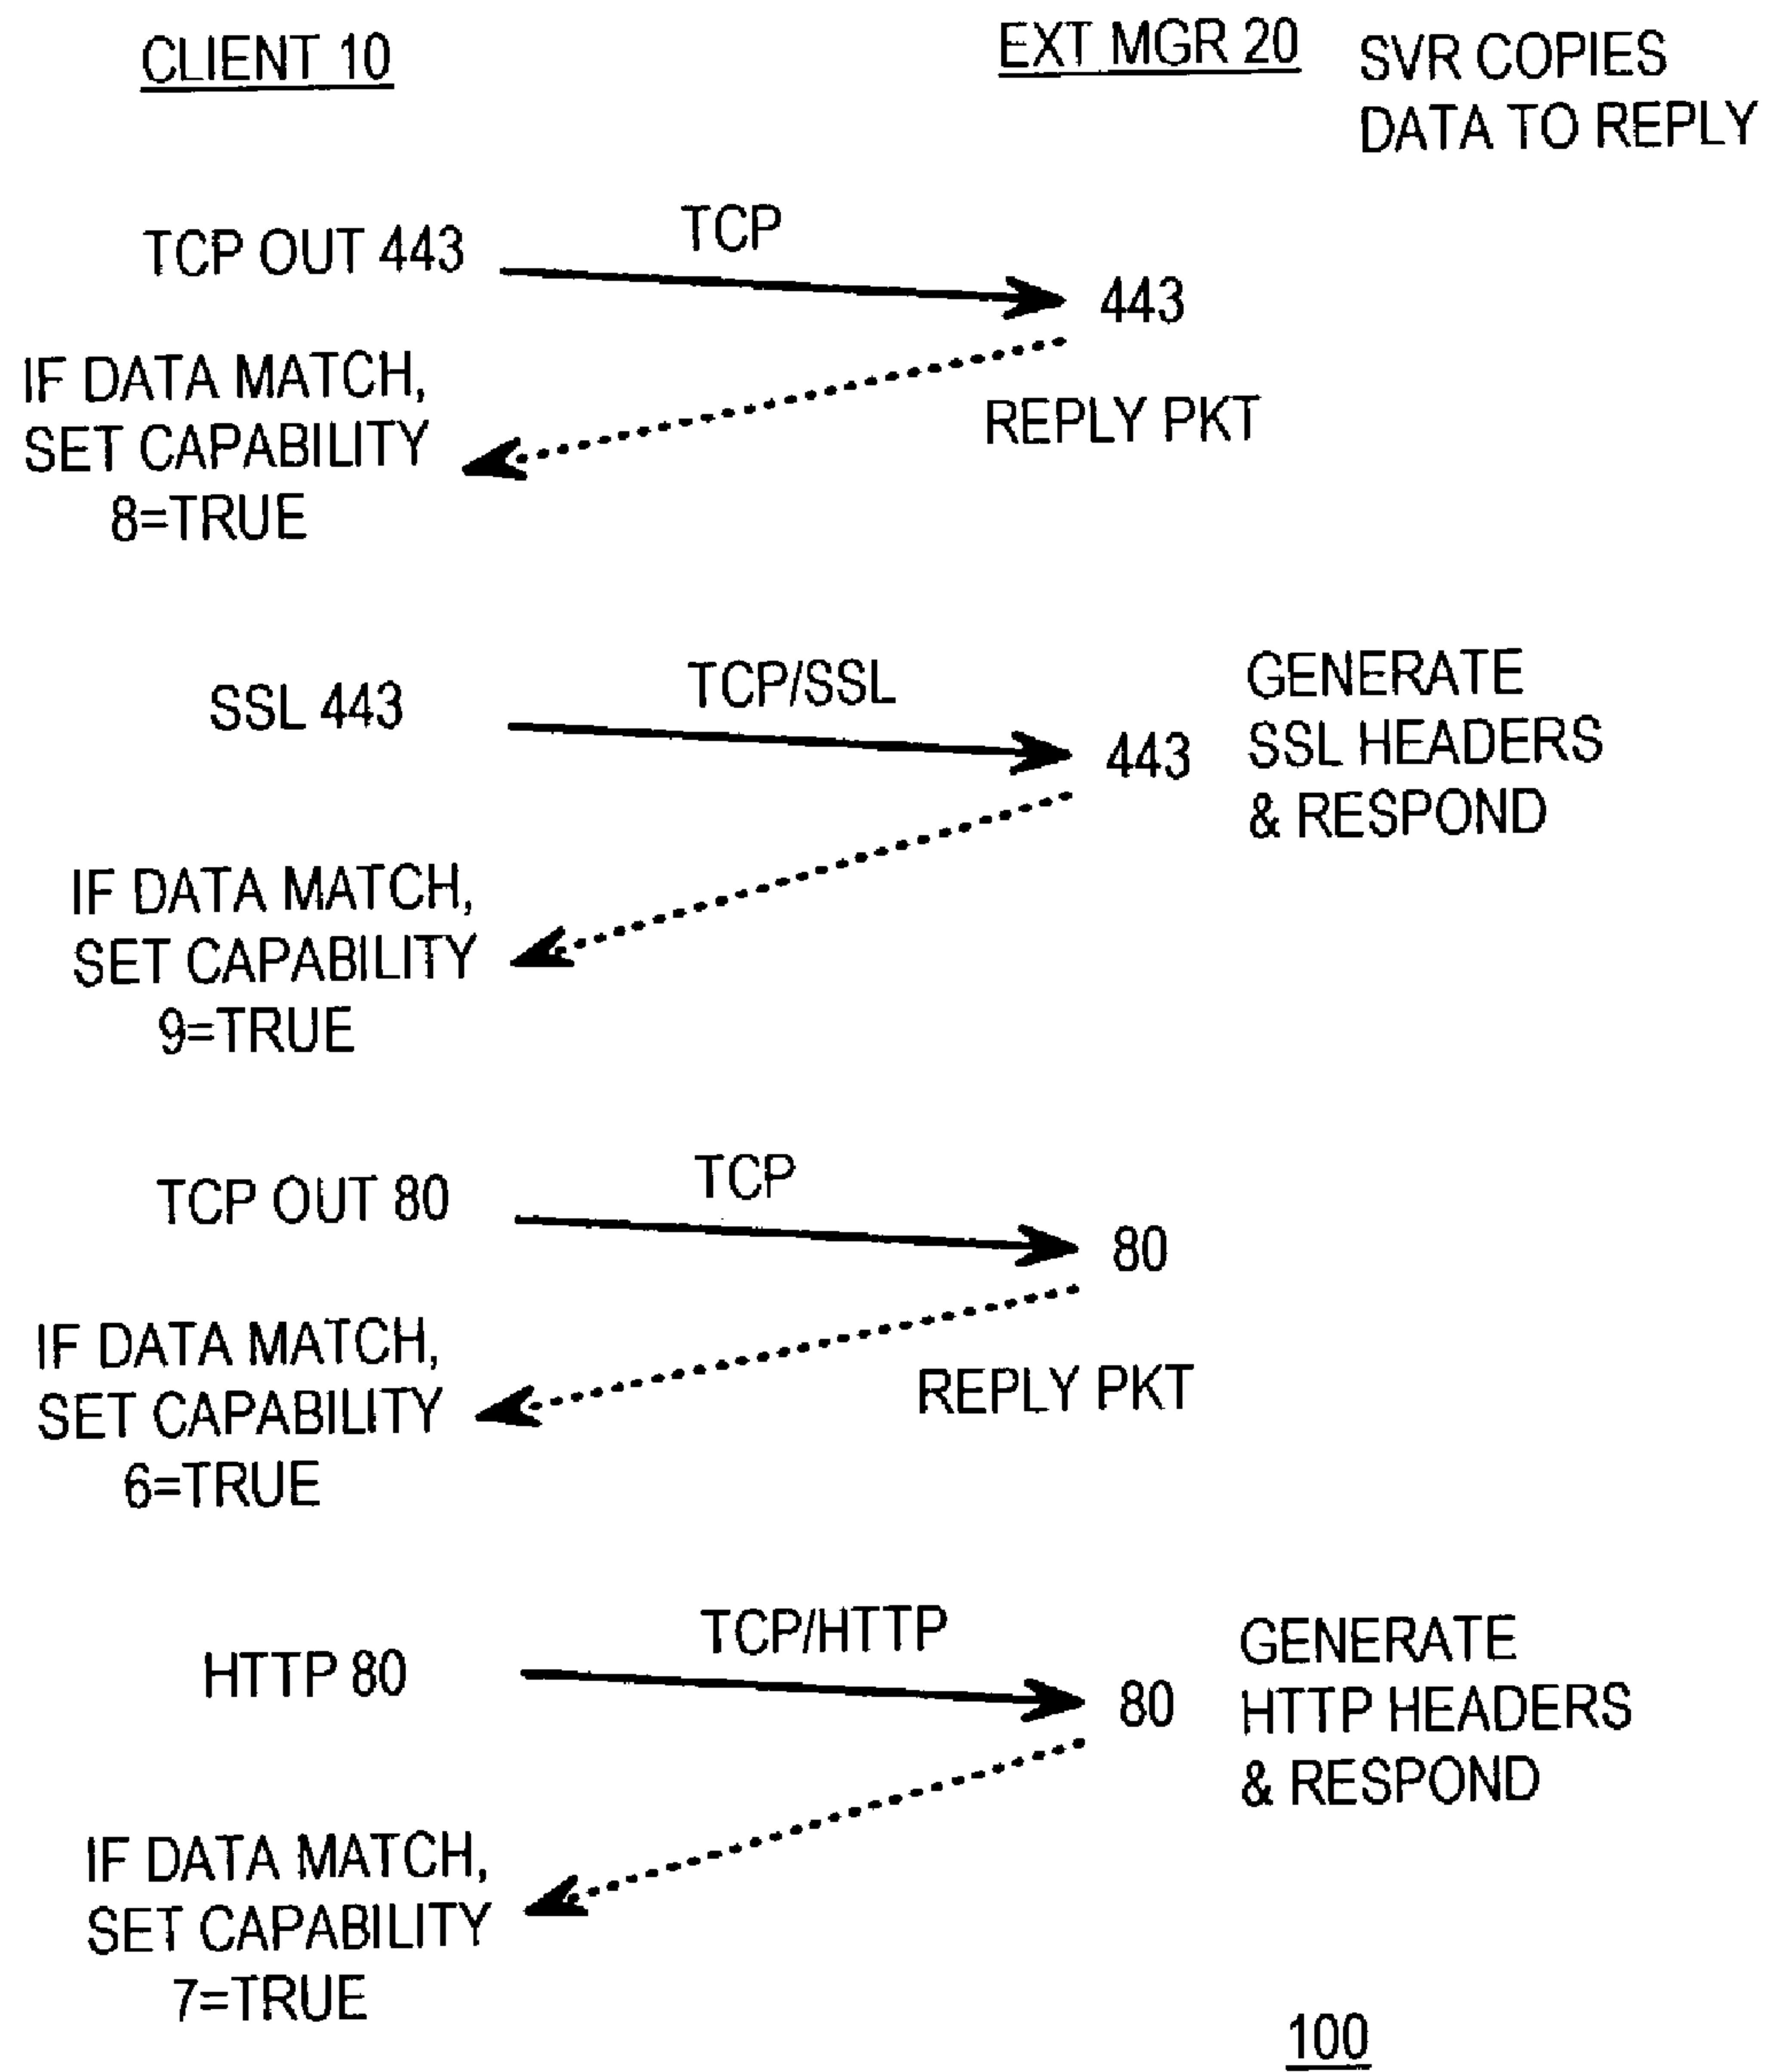 CLIENT 10
EXT MGR 20
SVR COPIES
DATA TO REPLY
TCP OUT 443
TCP
443
IF DATA MATCH,
SET CAPABILITY
8=TRUE
REPLY PKT
SSL 443
TCP/SSL
443
GENERATE
SSL HEADERS
& RESPOND
IF DATA MATCH,
SET CAPABILITY
9=TRUE
TCP OUT 80
TCP
80
IF DATA MATCH,
SET CAPABILITY
6=TRUE
REPLY PKT
HTTP 80
TCP/HTTP
80
GENERATE
HTTP HEADERS
& RESPOND
IF DATA MATCH,
SET CAPABILITY
7=TRUE
100